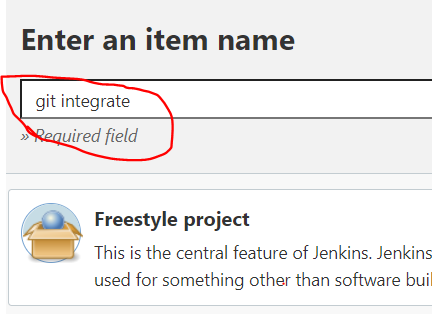 Enter an item name
git integrate
» Required field
Freestyle project
This is the central feature of Jenkins. Jenkins
used for something other than software buil